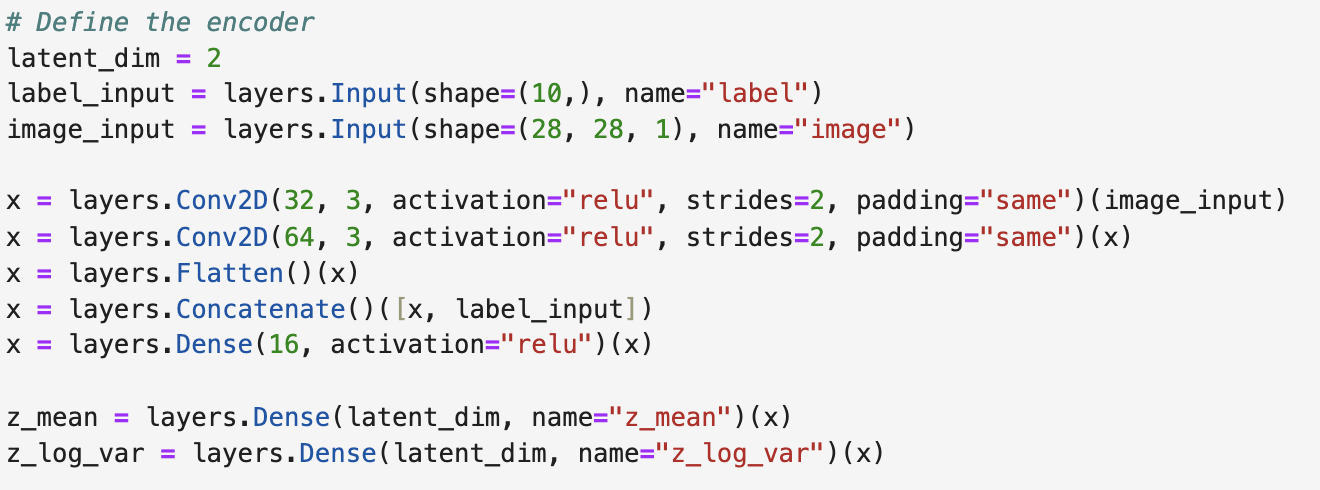 # Define the encoder
latent_dim = 2
label_input = layers.Input(shape=(10,), name="label")
image_input = layers.Input(shape=(28, 28, 1), name="image")
x = layers.Conv2D(32, 3, activation="relu", strides=2, padding="same")(image_input)
x = layers.Conv2D(64, 3, activation="relu", strides=2, padding="same")(x)
x = layers.Flatten()(x)
x = layers.Concatenate()([x, label_input])
x = layers.Dense(16, activation="relu")(x)
z_mean = layers.Dense(latent_dim, name="z_mean")(x)
z_log_var = layers.Dense(latent_dim, name="z_log_var")(x)